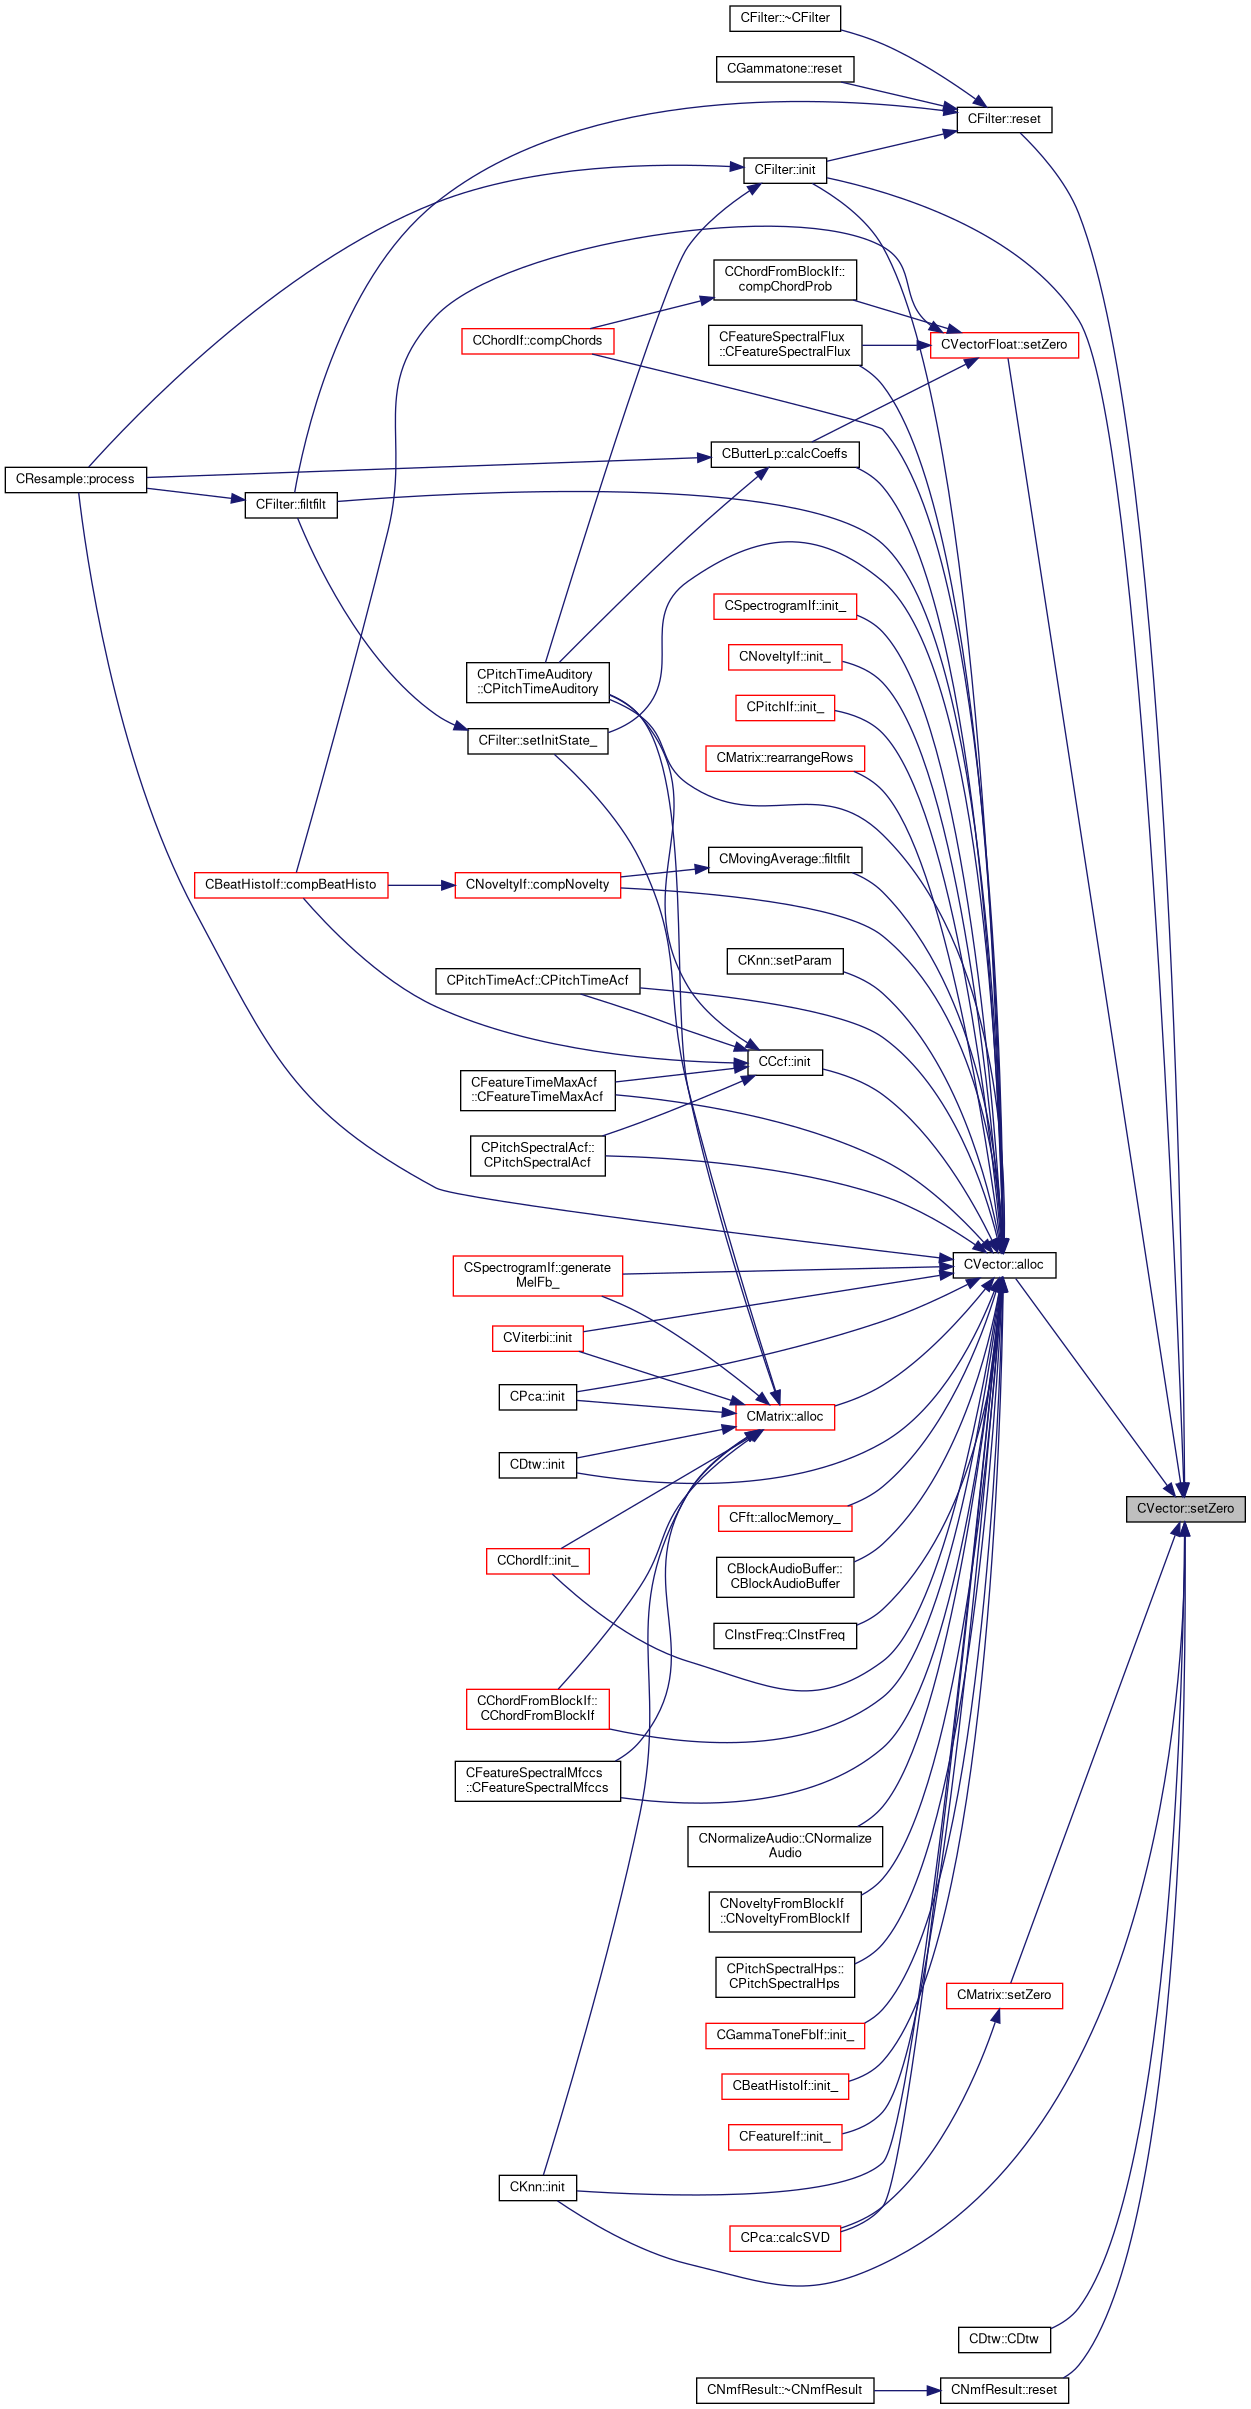 CFilter::~CFilter
CGammatone::reset
CFilter::reset
CFilter::init
CChordFromBlockIf::
compChordProb
CChordIf::compChords
CFeatureSpectralFlux
::CFeatureSpectralFlux
CVectorFloat::setZero
CButterLp::calcCoeffs
CResample::process
CFilter::filtfilt
CSpectrogramIf::init_
CNoveltyIf::init_
CPitchTimeAuditory
::CPitchTimeAuditory
CPitchIf::init_
CFilter::setInitState_
CMatrix::rearrangeRows
CMovingAverage::filtfilt
CBeatHistoIf::compBeatHisto
CNoveltyIf::compNovelty
CKnn::setParam
CPitchTimeAcf::CPitchTimeAcf
CCcf::init
CFeatureTimeMaxAcf
::CFeatureTimeMaxAcf
CPitchSpectralAcf::
CPitchSpectralAcf
CVector::alloc
CSpectrogramIf::generate
MelFb_
CViterbi::init
CPca::init
CMatrix::alloc
CDtw::init
CVector::setZero
CFft::allocMemory_
CChordIf::init_
CBlockAudioBuffer::
CBlockAudioBuffer
CInstFreq::CInstFreq
CChordFromBlockIf::
CChordFromBlockIf
CFeatureSpectralMfccs
::CFeatureSpectralMfccs
CNormalizeAudio::CNormalize
Audio
CNoveltyFromBlockIf
::CNoveltyFromBlockIf
CPitchSpectralHps::
CPitchSpectralHps
CMatrix::setZero
CGammaToneFbIf::init_
CBeatHistoIf::init_
CFeatureIf::init_
CKnn::init
CPca::calcSVD
CDtw::CDtw
CNmfResult::~CNmfResult
CNmfResult::reset